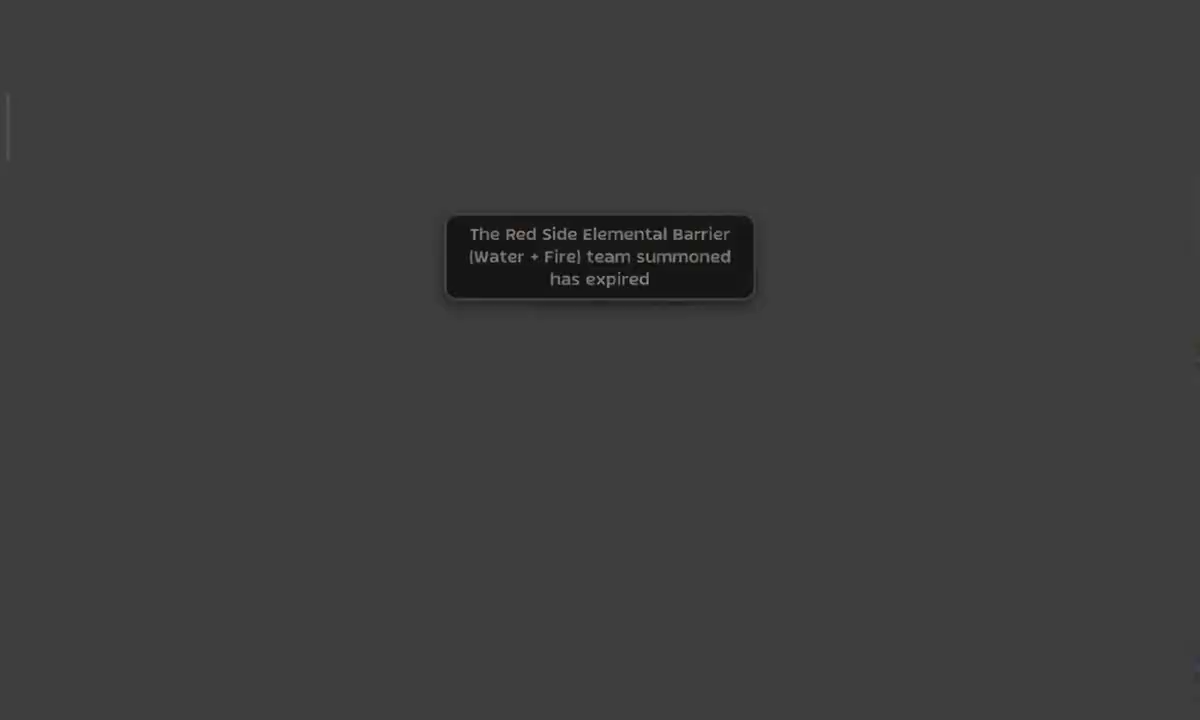 The Red Side Elemental Barrier
(Water + Fire) team summoned
has expired